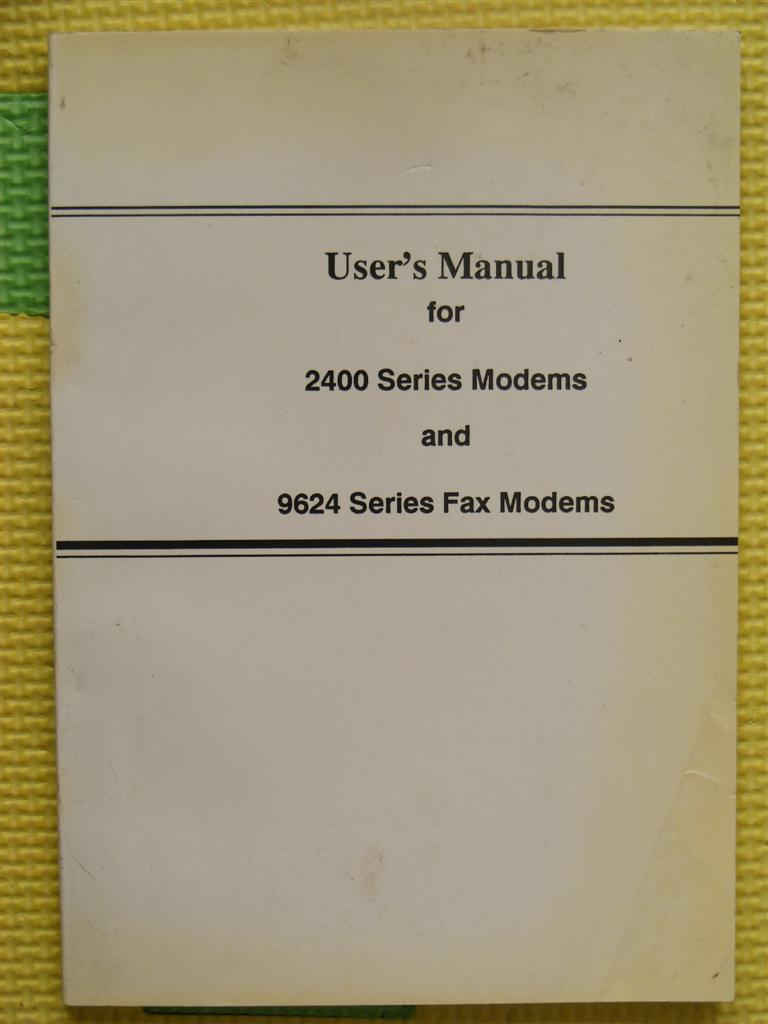 User's Manual
for
2400 Series Modems
and
9624 Series Fax Modems